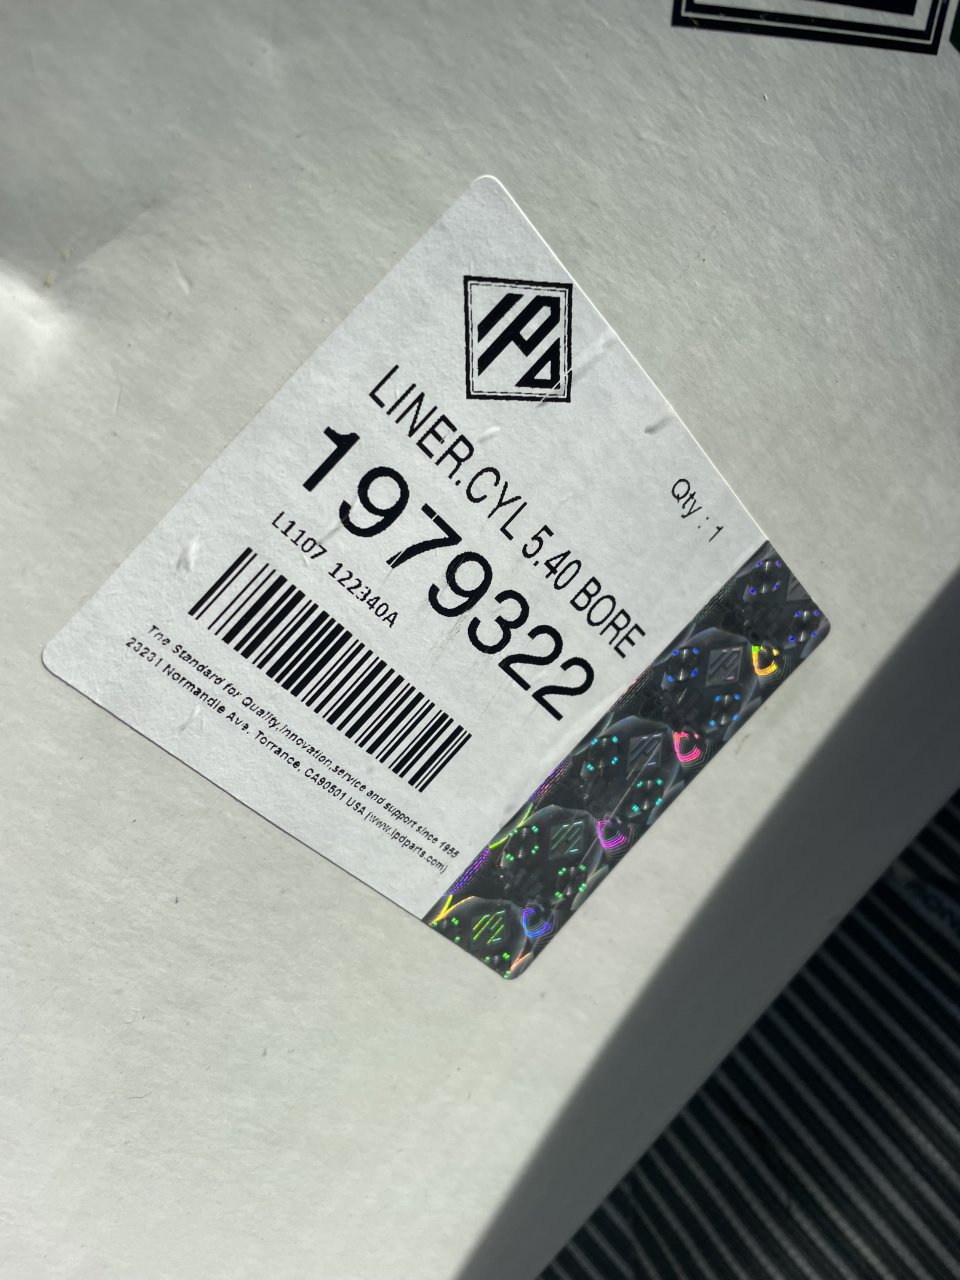 IPD
LINER.CYL 5.40 BORE
Qty : 1
1979322
L1107 122340A
The Standard for Quality,innovation,service and support since 1955
23231 Normandie Ave. Torrance, CA90501 USA (www.ipdparts.com)